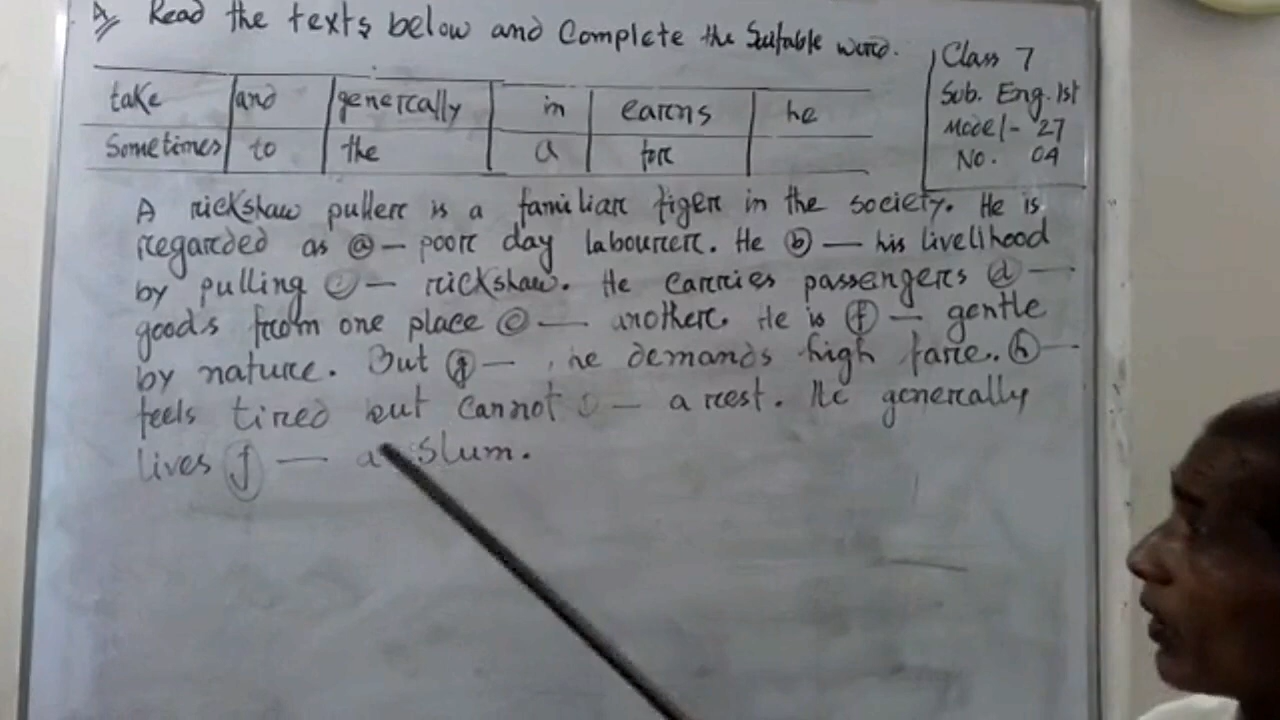 A Read the texts below and Complete the Suitable word.
Class 7
Sub. Eng. 1st
Model- 27
No. 04
take and generally in earns he
Sometimes to the a for
A rickshaw puller is a familiar figer in the society. He is
regarded as ⓐ — poor day labourer. He ⓑ — his livelihood
by pulling ⓒ — rickshaw. He carries passengers ⓓ —
goods from one place ⓔ — another. He is ⓕ — gentle
by nature. But ⓖ — , he demands high fare. ⓗ —
feels tired but cannot ⓘ — a rest. He generally
lives ⓙ — a slum.